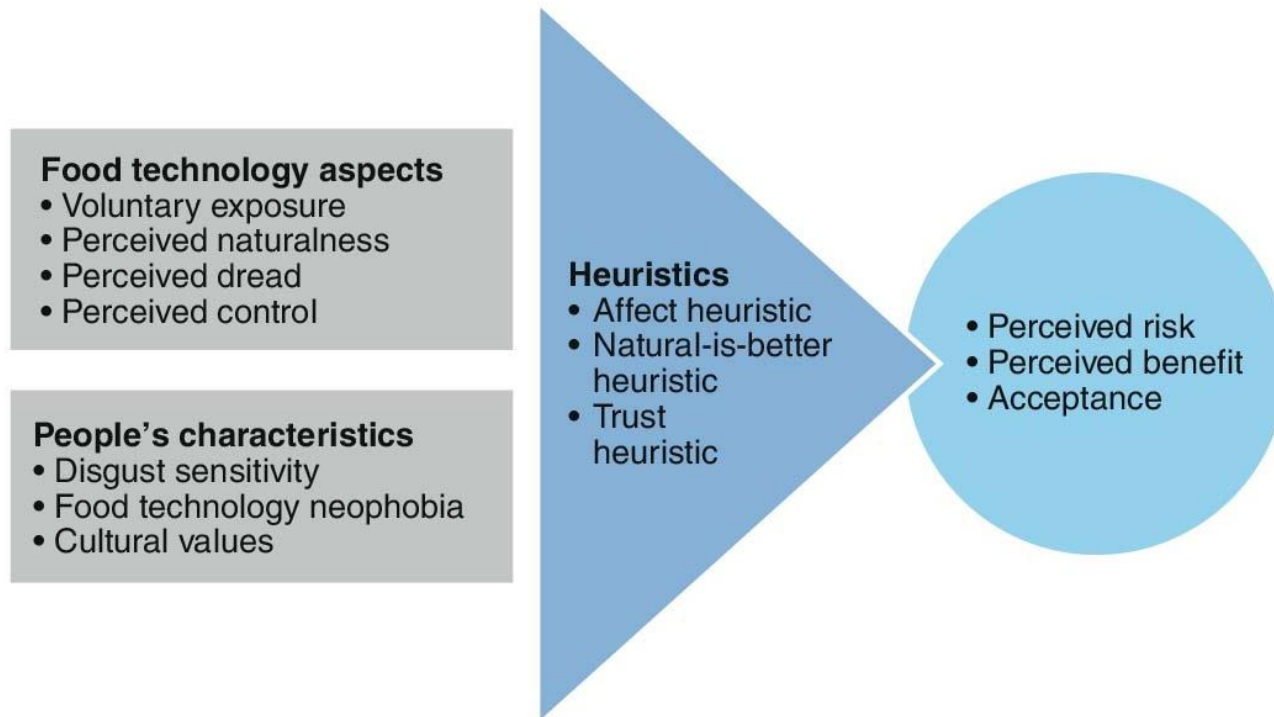 Food technology aspects
• Voluntary exposure
• Perceived naturalness
• Perceived dread
• Perceived control
People’s characteristics
• Disgust sensitivity
• Food technology neophobia
• Cultural values
Heuristics
• Affect heuristic
• Natural-is-better
heuristic
• Trust
heuristic
• Perceived risk
• Perceived benefit
• Acceptance